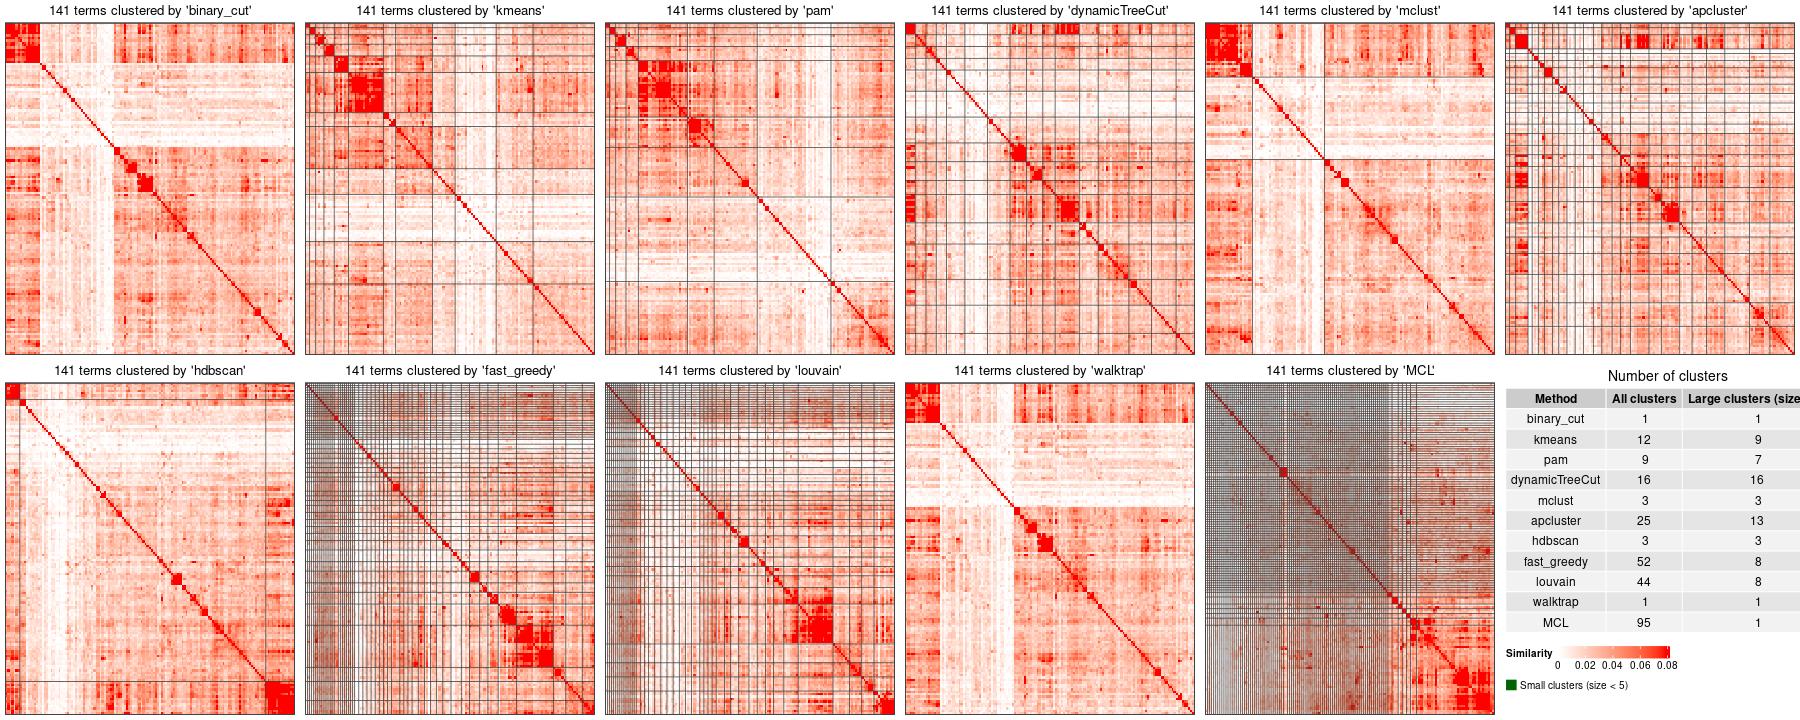 141 terms clustered by 'binary_cut'
141 terms clustered by 'kmeans'
141 terms clustered by 'pam'
141 terms clustered by 'dynamicTreeCut'
141 terms clustered by 'mclust'
141 terms clustered by 'apcluster'
141 terms clustered by 'hdbscan'
141 terms clustered by 'fast_greedy'
141 terms clustered by 'louvain'
141 terms clustered by 'walktrap'
141 terms clustered by 'MCL'
Number of clusters
Method All clusters Large clusters (size
binary_cut 1 1
kmeans 12 9
pam 9 7
dynamicTreeCut 16 16
mclust 3 3
apcluster 25 13
hdbscan 3 3
fast_greedy 52 8
louvain 44 8
walktrap 1 1
MCL 95 1
Similarity
0 0.02 0.04 0.06 0.08
Small clusters (size < 5)